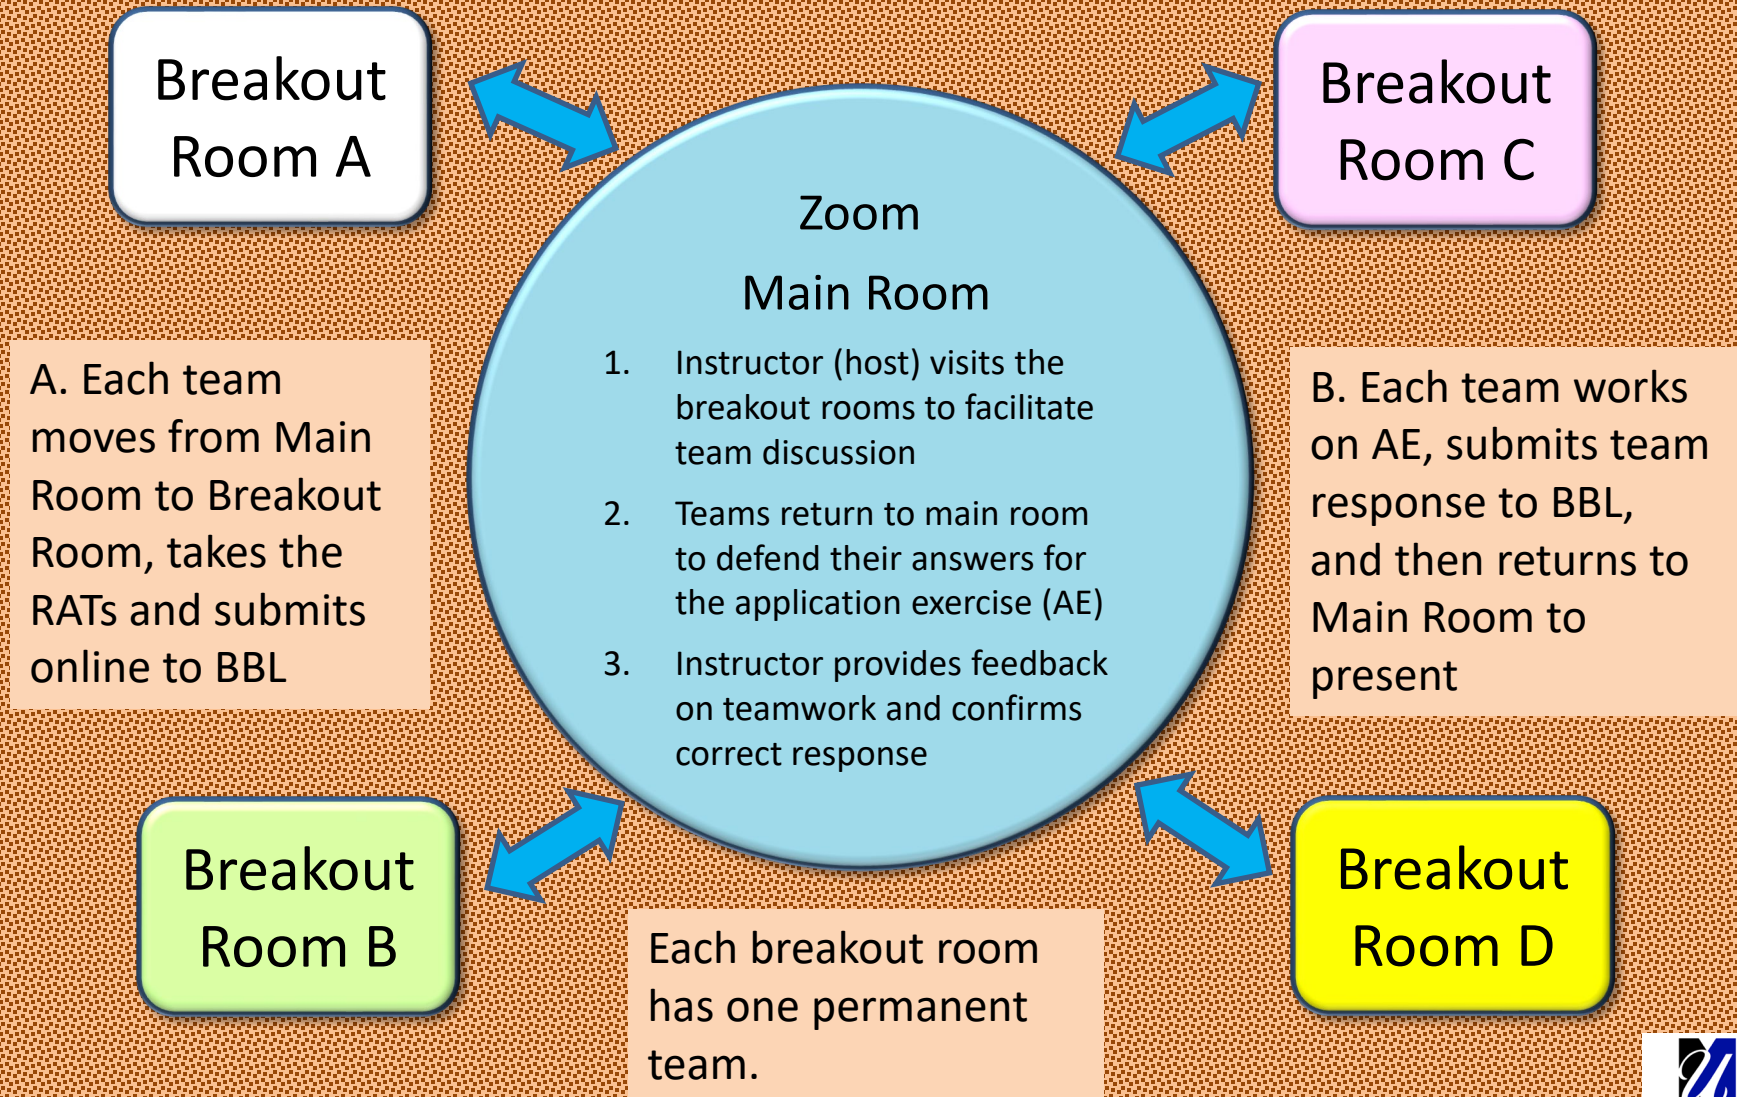 Breakout
Room A
Breakout
Room C
Zoom
Main Room
1. Instructor (host) visits the
breakout rooms to facilitate
team discussion
2. Teams return to main room
to defend their answers for
the application exercise (AE)
3. Instructor provides feedback
on teamwork and confirms
correct response
A. Each team
moves from Main
Room to Breakout
Room, takes the
RATs and submits
online to BBL
B. Each team works
on AE, submits team
response to BBL,
and then returns to
Main Room to
present
Breakout
Room B
Breakout
Room D
Each breakout room
has one permanent
team.